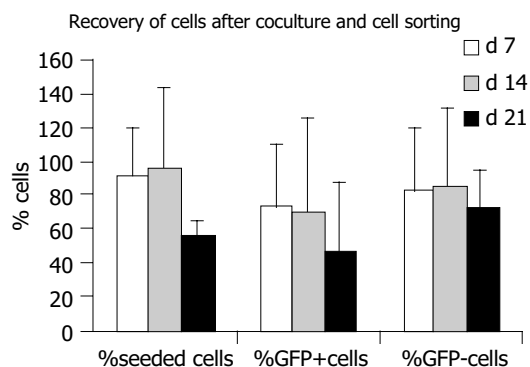 Recovery of cells after coculture and cell sorting
d 7
d 14
d 21
% cells
160
140
120
100
80
60
40
20
0
%seeded cells
%GFP+cells
%GFP-cells